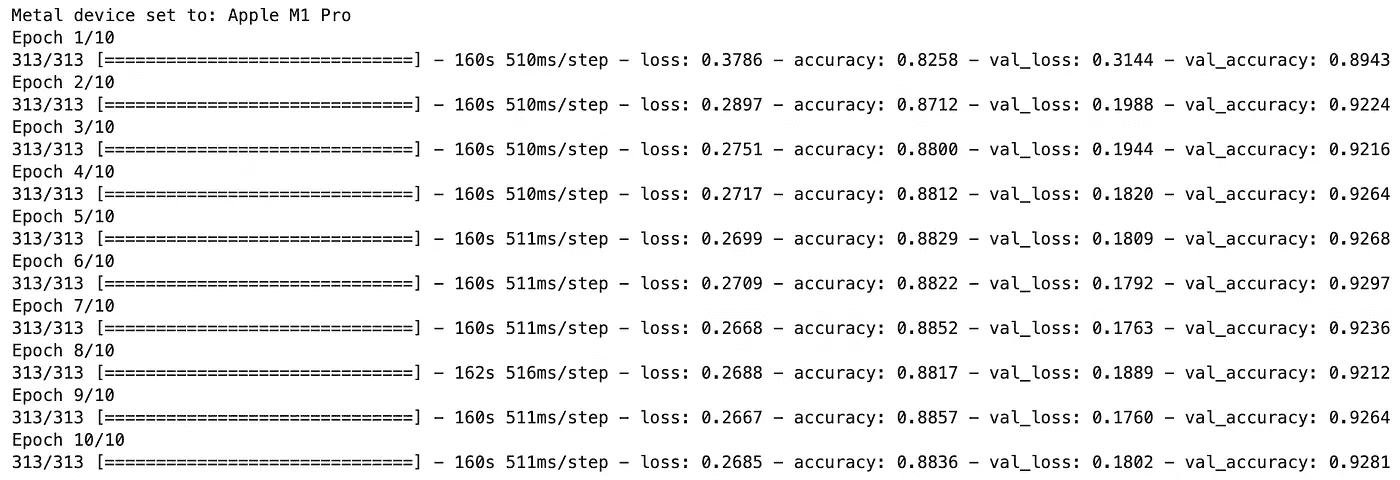 Metal device set to: Apple M1 Pro
Epoch 1/10
313/313 [==============================] - 160s 510ms/step - loss: 0.3786 - accuracy: 0.8258 - val_loss: 0.3144 - val_accuracy: 0.8943
Epoch 2/10
313/313 [==============================] - 160s 510ms/step - loss: 0.2897 - accuracy: 0.8712 - val_loss: 0.1988 - val_accuracy: 0.9224
Epoch 3/10
313/313 [==============================] - 160s 510ms/step - loss: 0.2751 - accuracy: 0.8800 - val_loss: 0.1944 - val_accuracy: 0.9216
Epoch 4/10
313/313 [==============================] - 160s 510ms/step - loss: 0.2717 - accuracy: 0.8812 - val_loss: 0.1820 - val_accuracy: 0.9264
Epoch 5/10
313/313 [==============================] - 160s 511ms/step - loss: 0.2699 - accuracy: 0.8829 - val_loss: 0.1809 - val_accuracy: 0.9268
Epoch 6/10
313/313 [==============================] - 160s 511ms/step - loss: 0.2709 - accuracy: 0.8822 - val_loss: 0.1792 - val_accuracy: 0.9297
Epoch 7/10
313/313 [==============================] - 160s 511ms/step - loss: 0.2668 - accuracy: 0.8852 - val_loss: 0.1763 - val_accuracy: 0.9236
Epoch 8/10
313/313 [==============================] - 162s 516ms/step - loss: 0.2688 - accuracy: 0.8817 - val_loss: 0.1889 - val_accuracy: 0.9212
Epoch 9/10
313/313 [==============================] - 160s 511ms/step - loss: 0.2667 - accuracy: 0.8857 - val_loss: 0.1760 - val_accuracy: 0.9264
Epoch 10/10
313/313 [==============================] - 160s 511ms/step - loss: 0.2685 - accuracy: 0.8836 - val_loss: 0.1802 - val_accuracy: 0.9281